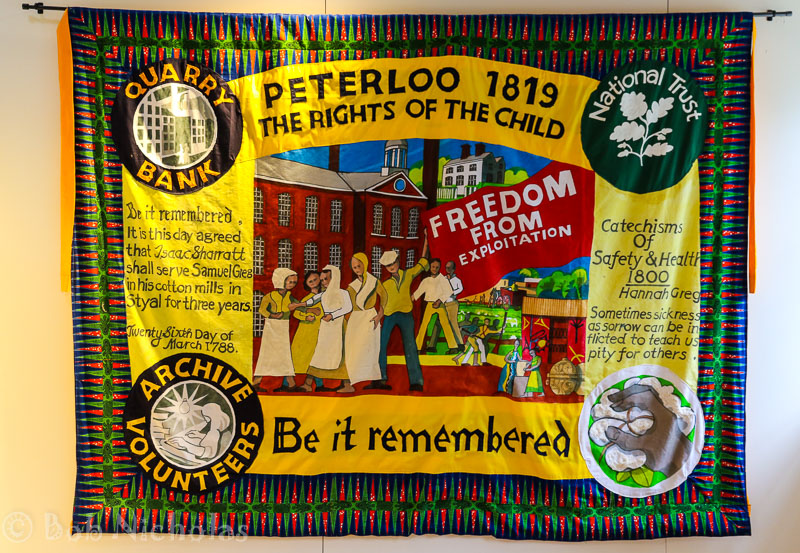 PETERLOO 1819
THE RIGHTS OF THE CHILD
QUARRY
BANK
National Trust
Be it remembered.
It is this day agreed
that Isaac Sharratt
shall serve Samuel Greg
in his cotton mills in
Styal for three years.
Twenty Sixth Day of
March 1788.
FREEDOM
FROM
EXPLOITATION
Catechisms
Of
Safety & Health
1800
Hannah Greg
Sometimes sickness
as sorrow can be in
flicted to teach us
pity for others.
ARCHIVE
VOLUNTEERS
Be it remembered
© Bob Nicholas